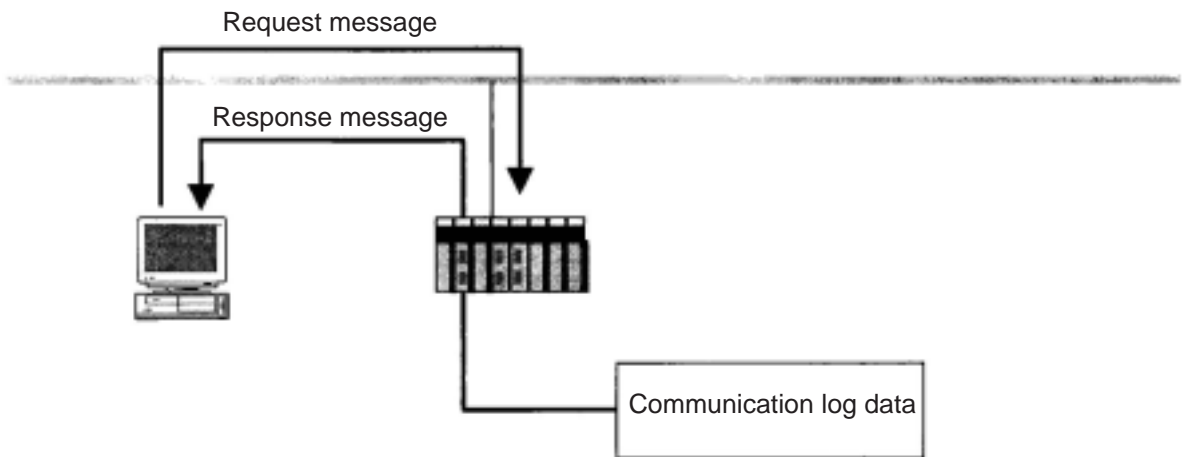 Request message
Response message
Communication log data